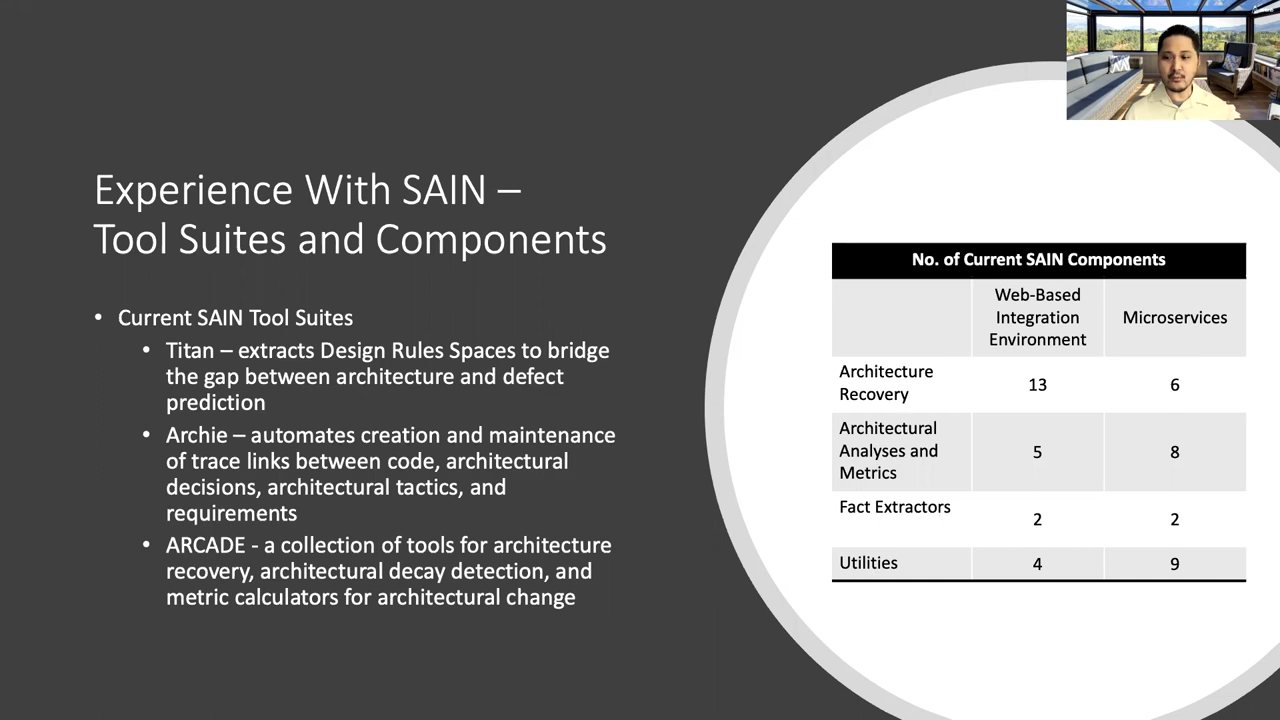 Experience With SAIN –
Tool Suites and Components
• Current SAIN Tool Suites
• Titan – extracts Design Rules Spaces to bridge
the gap between architecture and defect
prediction
• Archie – automates creation and maintenance
of trace links between code, architectural
decisions, architectural tactics, and
requirements
• ARCADE - a collection of tools for architecture
recovery, architectural decay detection, and
metric calculators for architectural change
No. of Current SAIN Components
Web-Based
Integration
Environment
Microservices
Architecture
Recovery
13
6
Architectural
Analyses and
Metrics
5
8
Fact Extractors
2
2
Utilities
4
9